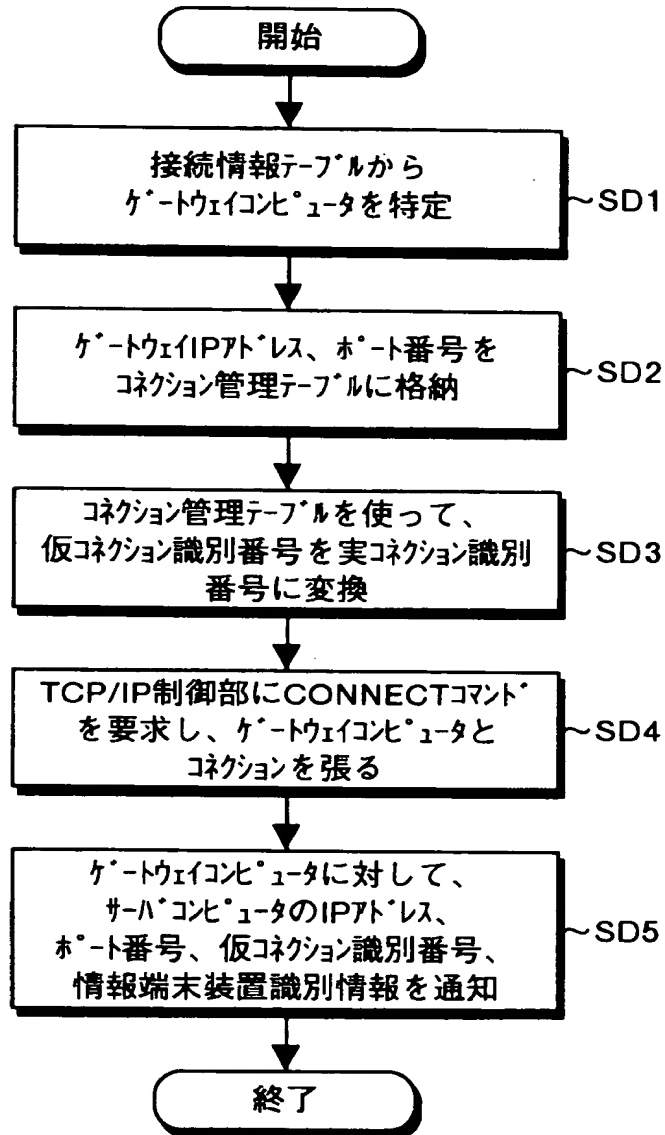 開始
接続情報ﾃｰﾌﾞﾙから
ｹﾞｰﾄｳｪｲｺﾝﾋﾟｭｰﾀを特定
～SD1
ｹﾞｰﾄｳｪｲIPｱﾄﾞﾚｽ、ﾎﾟｰﾄ番号を
ｺﾈｸｼｮﾝ管理ﾃｰﾌﾞﾙに格納
～SD2
ｺﾈｸｼｮﾝ管理ﾃｰﾌﾞﾙを使って、
仮ｺﾈｸｼｮﾝ識別番号を実ｺﾈｸｼｮﾝ識別
番号に変換
～SD3
TCP/IP制御部にCONNECTｺﾏﾝﾄﾞ
を要求し、ｹﾞｰﾄｳｪｲｺﾝﾋﾟｭｰﾀと
ｺﾈｸｼｮﾝを張る
～SD4
ｹﾞｰﾄｳｪｲｺﾝﾋﾟｭｰﾀに対して、
ｻｰﾊﾞｺﾝﾋﾟｭｰﾀのIPｱﾄﾞﾚｽ、
ﾎﾟｰﾄ番号、仮ｺﾈｸｼｮﾝ識別番号、
情報端末装置識別情報を通知
～SD5
終了